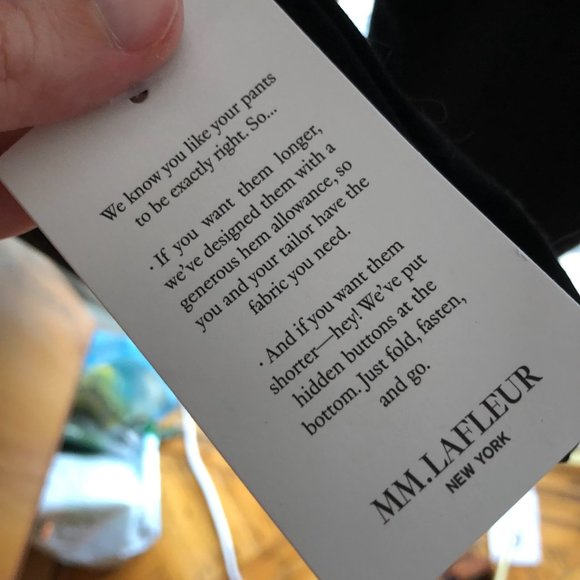 We know you like your pants
to be exactly right. So...
· If you want them longer,
we've designed them with a
generous hem allowance, so
you and your tailor have the
fabric you need.
· And if you want them
shorter—hey! We've put
hidden buttons at the
bottom. Just fold, fasten,
and go.
MM.LAFLEUR
NEW YORK